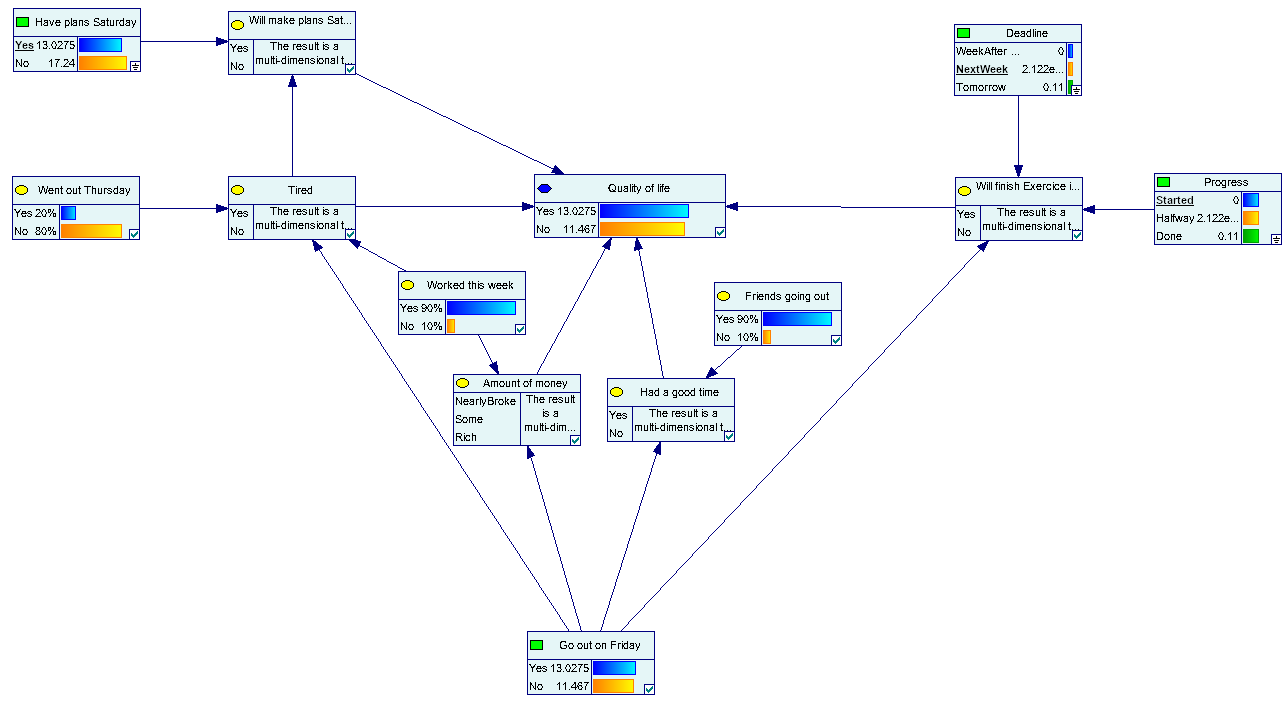 Have plans Saturday
Yes 13.0275
No 17.24
Will make plans Sat...
Yes The result is a
No multi-dimensional t...
Deadline
WeekAfter ... 0
NextWeek 2.122e...
Tomorrow 0.11
Went out Thursday
Yes 20%
No 80%
Tired
Yes The result is a
No multi-dimensional t...
Quality of life
Yes 13.0275
No 11.467
Will finish Exercice i...
Yes The result is a
No multi-dimensional t...
Progress
Started 0
Halfway 2.122e...
Done 0.11
Worked this week
Yes 90%
No 10%
Friends going out
Yes 90%
No 10%
Amount of money
NearlyBroke The result
Some is a
Rich multi-dim...
Had a good time
Yes The result is a
No multi-dimensional t...
Go out on Friday
Yes 13.0275
No 11.467